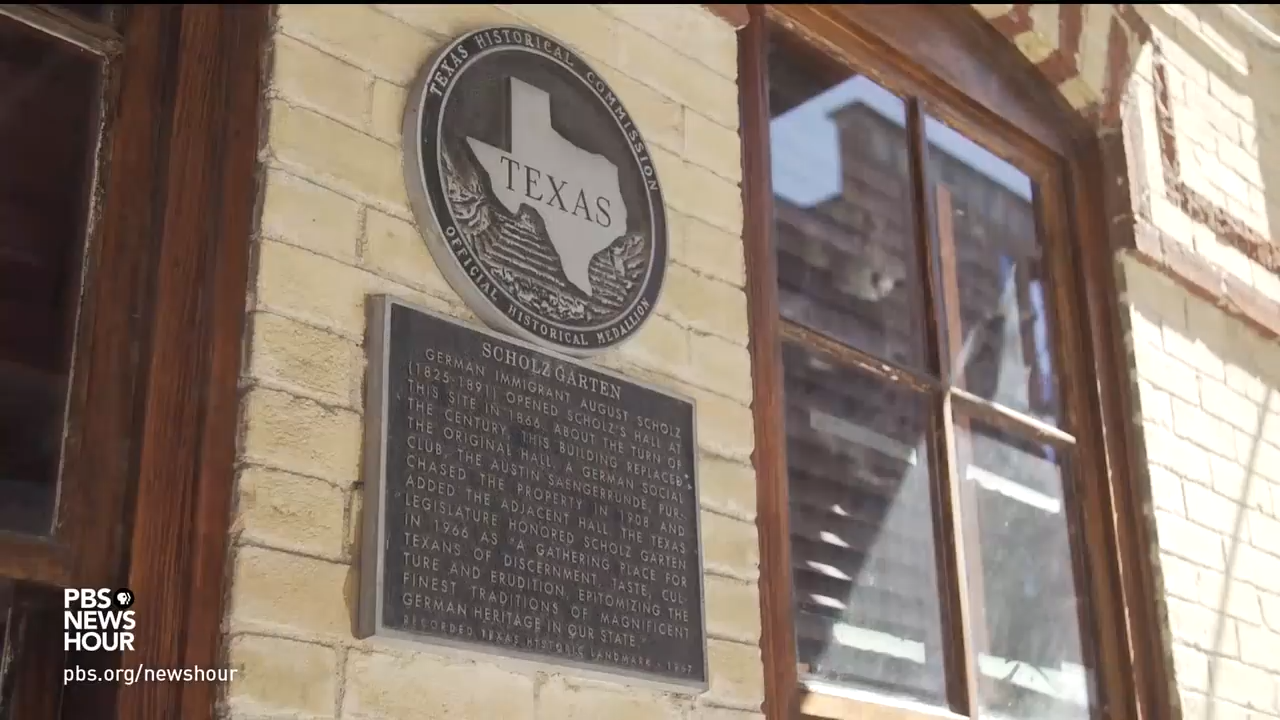 TEXAS HISTORICAL COMMISSION
TEXAS
OFFICIAL HISTORICAL MEDALLION
SCHOLZ GARTEN
GERMAN IMMIGRANT AUGUST SCHOLZ
(1825-1891) OPENED SCHOLZ'S HALL AT
THIS SITE IN 1866. ABOUT THE TURN OF
THE CENTURY, THIS BUILDING REPLACED
THE ORIGINAL HALL. A GERMAN SOCIAL
CLUB, THE AUSTIN SAENGERRUNDE, PUR-
CHASED THE PROPERTY IN 1908 AND
ADDED THE ADJACENT HALL. THE TEXAS
LEGISLATURE HONORED SCHOLZ GARTEN
IN 1966 AS "A GATHERING PLACE FOR
TEXANS OF DISCERNMENT, TASTE, CUL-
TURE AND ERUDITION, EPITOMIZING THE
FINEST TRADITIONS OF MAGNIFICENT
GERMAN HERITAGE IN OUR STATE."
RECORDED TEXAS HISTORIC LANDMARK -
PBS
NEWS
HOUR
pbs.org/newshour